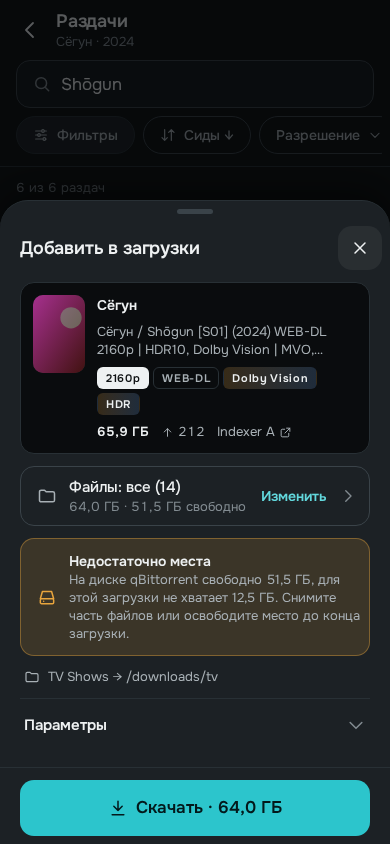 Раздачи
Сёгун · 2024
Shōgun
Фильтры
Сиды ↓
Разрешение
6 из 6 раздач
Добавить в загрузки
Сёгун
Сёгун / Shōgun [S01] (2024) WEB-DL
2160p | HDR10, Dolby Vision | MVO,...
2160p
WEB-DL
Dolby Vision
HDR
65,9 ГБ
↑ 212
Indexer A
Файлы: все (14)
64,0 ГБ · 51,5 ГБ свободно
Изменить
Недостаточно места
На диске qBittorrent свободно 51,5 ГБ, для
этой загрузки не хватает 12,5 ГБ. Снимите
часть файлов или освободите место до конца
загрузки.
TV Shows → /downloads/tv
Параметры
Скачать · 64,0 ГБ